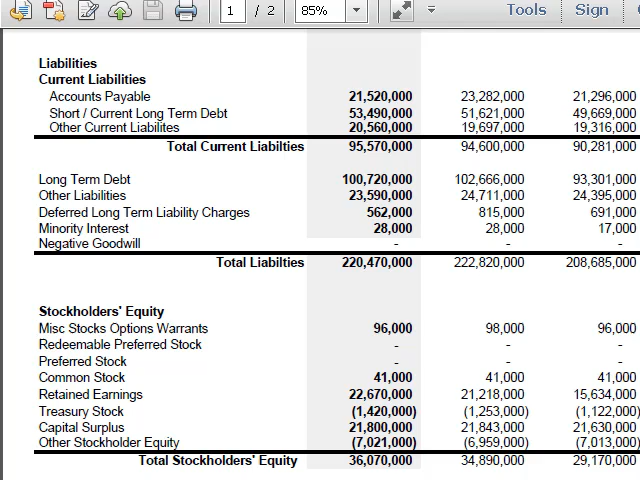 1 / 2 85% Tools Sign
Liabilities
Current Liabilities
Accounts Payable 21,520,000 23,282,000 21,296,000
Short / Current Long Term Debt 53,490,000 51,621,000 49,669,000
Other Current Liabilites 20,560,000 19,697,000 19,316,000
Total Current Liabilties 95,570,000 94,600,000 90,281,000
Long Term Debt 100,720,000 102,666,000 93,301,000
Other Liabilities 23,590,000 24,711,000 24,395,000
Deferred Long Term Liability Charges 562,000 815,000 691,000
Minority Interest 28,000 28,000 17,000
Negative Goodwill - - -
Total Liabilties 220,470,000 222,820,000 208,685,000
Stockholders' Equity
Misc Stocks Options Warrants 96,000 98,000 96,000
Redeemable Preferred Stock - - -
Preferred Stock - - -
Common Stock 41,000 41,000 41,000
Retained Earnings 22,670,000 21,218,000 15,634,000
Treasury Stock (1,420,000) (1,253,000) (1,122,000)
Capital Surplus 21,800,000 21,843,000 21,630,000
Other Stockholder Equity (7,021,000) (6,959,000) (7,013,000)
Total Stockholders' Equity 36,070,000 34,890,000 29,170,000